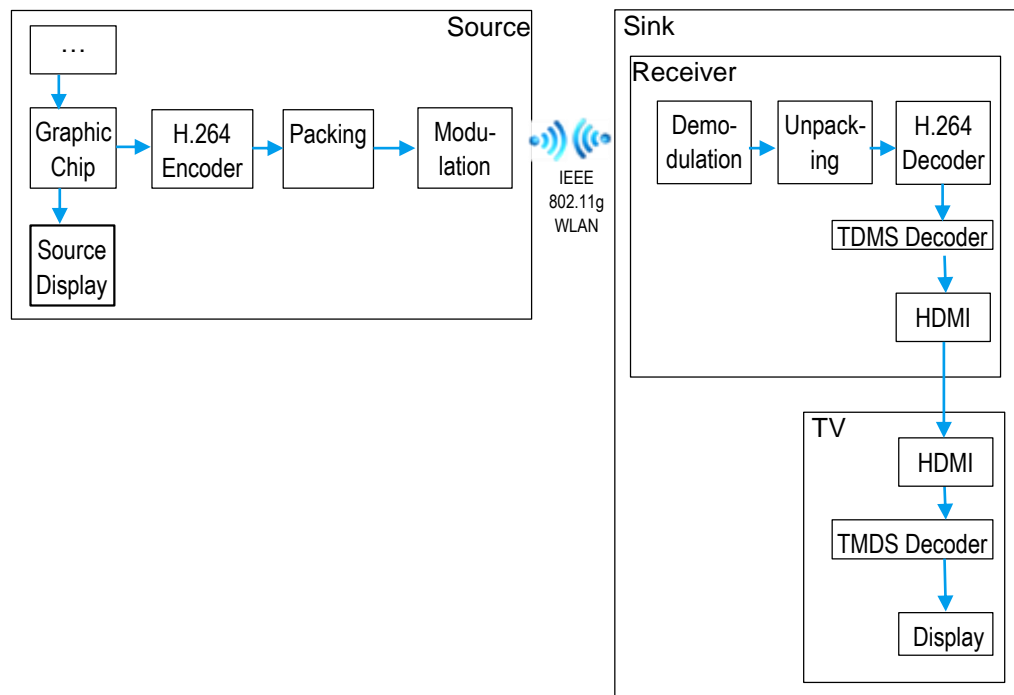 Source
…
Graphic
Chip
H.264
Encoder
Packing
Modu-
lation
Source
Display
IEEE
802.11g
WLAN
Sink
Receiver
Demo-
dulation
Unpack-
ing
H.264
Decoder
TDMS Decoder
HDMI
TV
HDMI
TMDS Decoder
Display